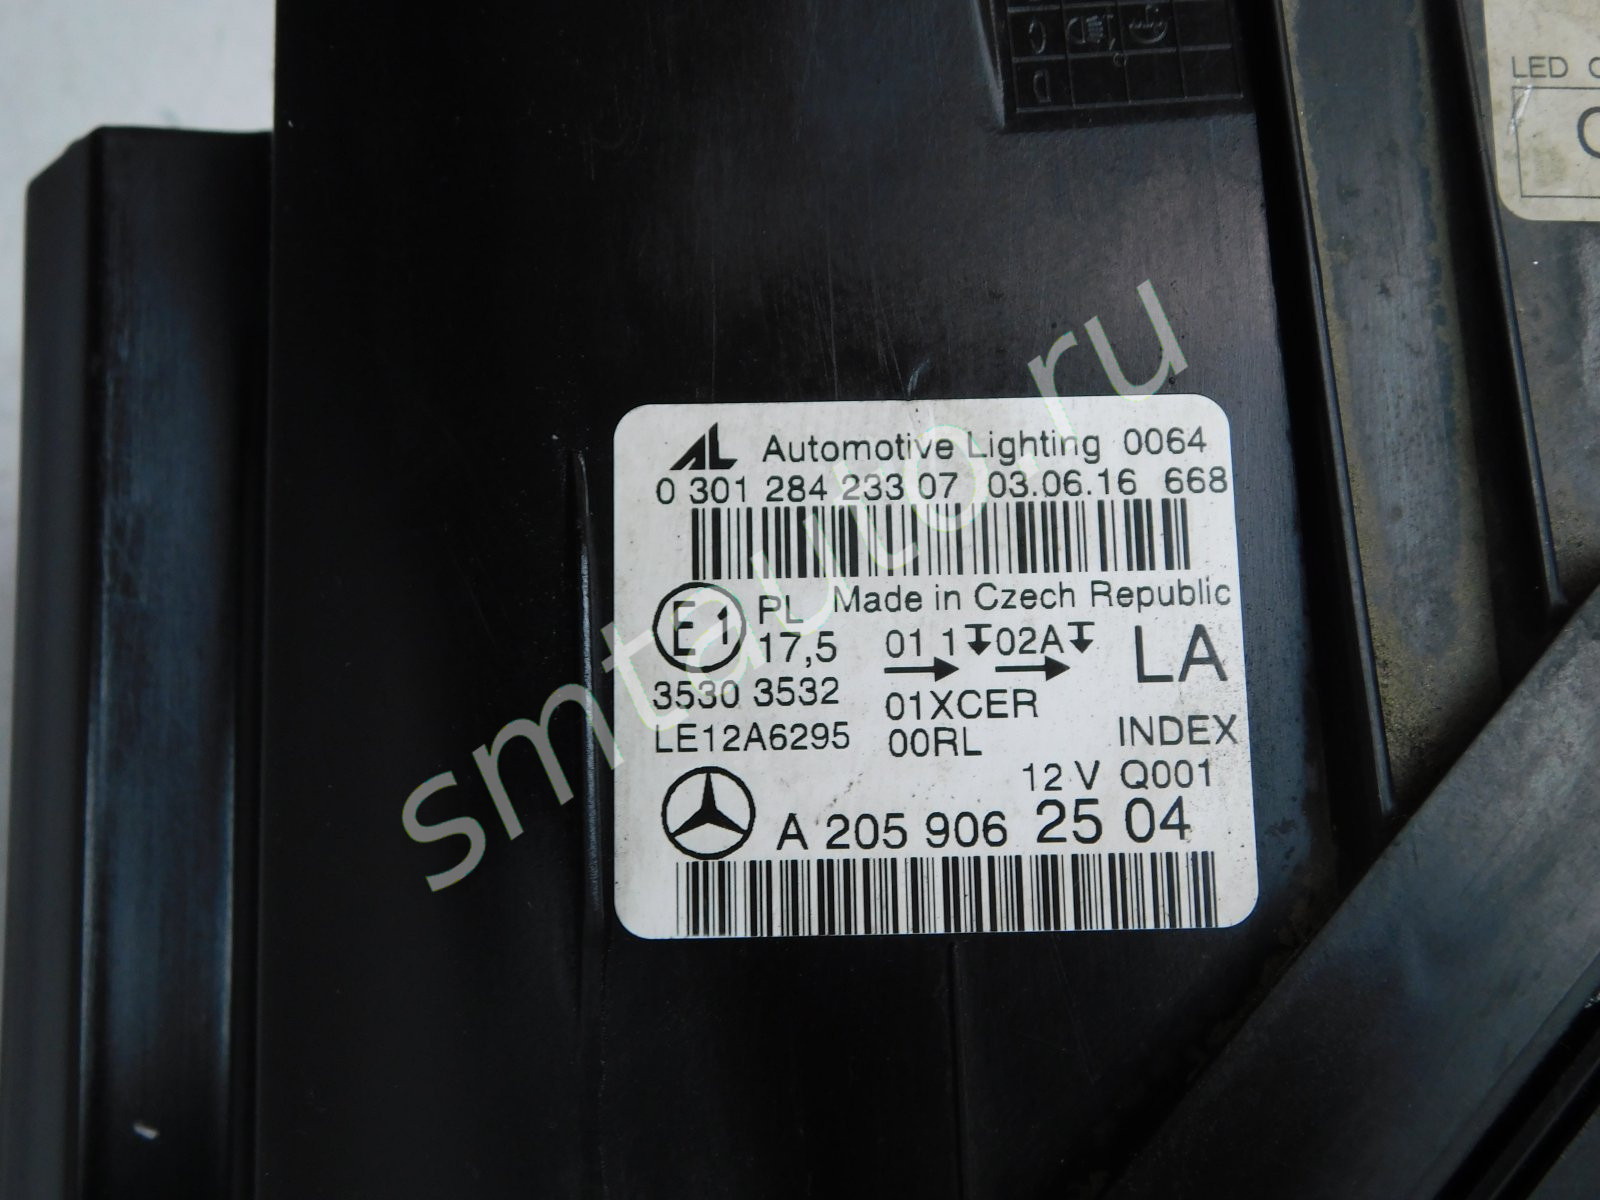 C
D
LED
AL Automotive Lighting 0064
0 301 284 233 07 03.06.16 668
E1 PL Made in Czech Republic
17,5 01 1 02A LA
3530 3532 01XCER
LE12A6295 00RL INDEX
12 V Q001
A 205 906 25 04
smtauto.ru